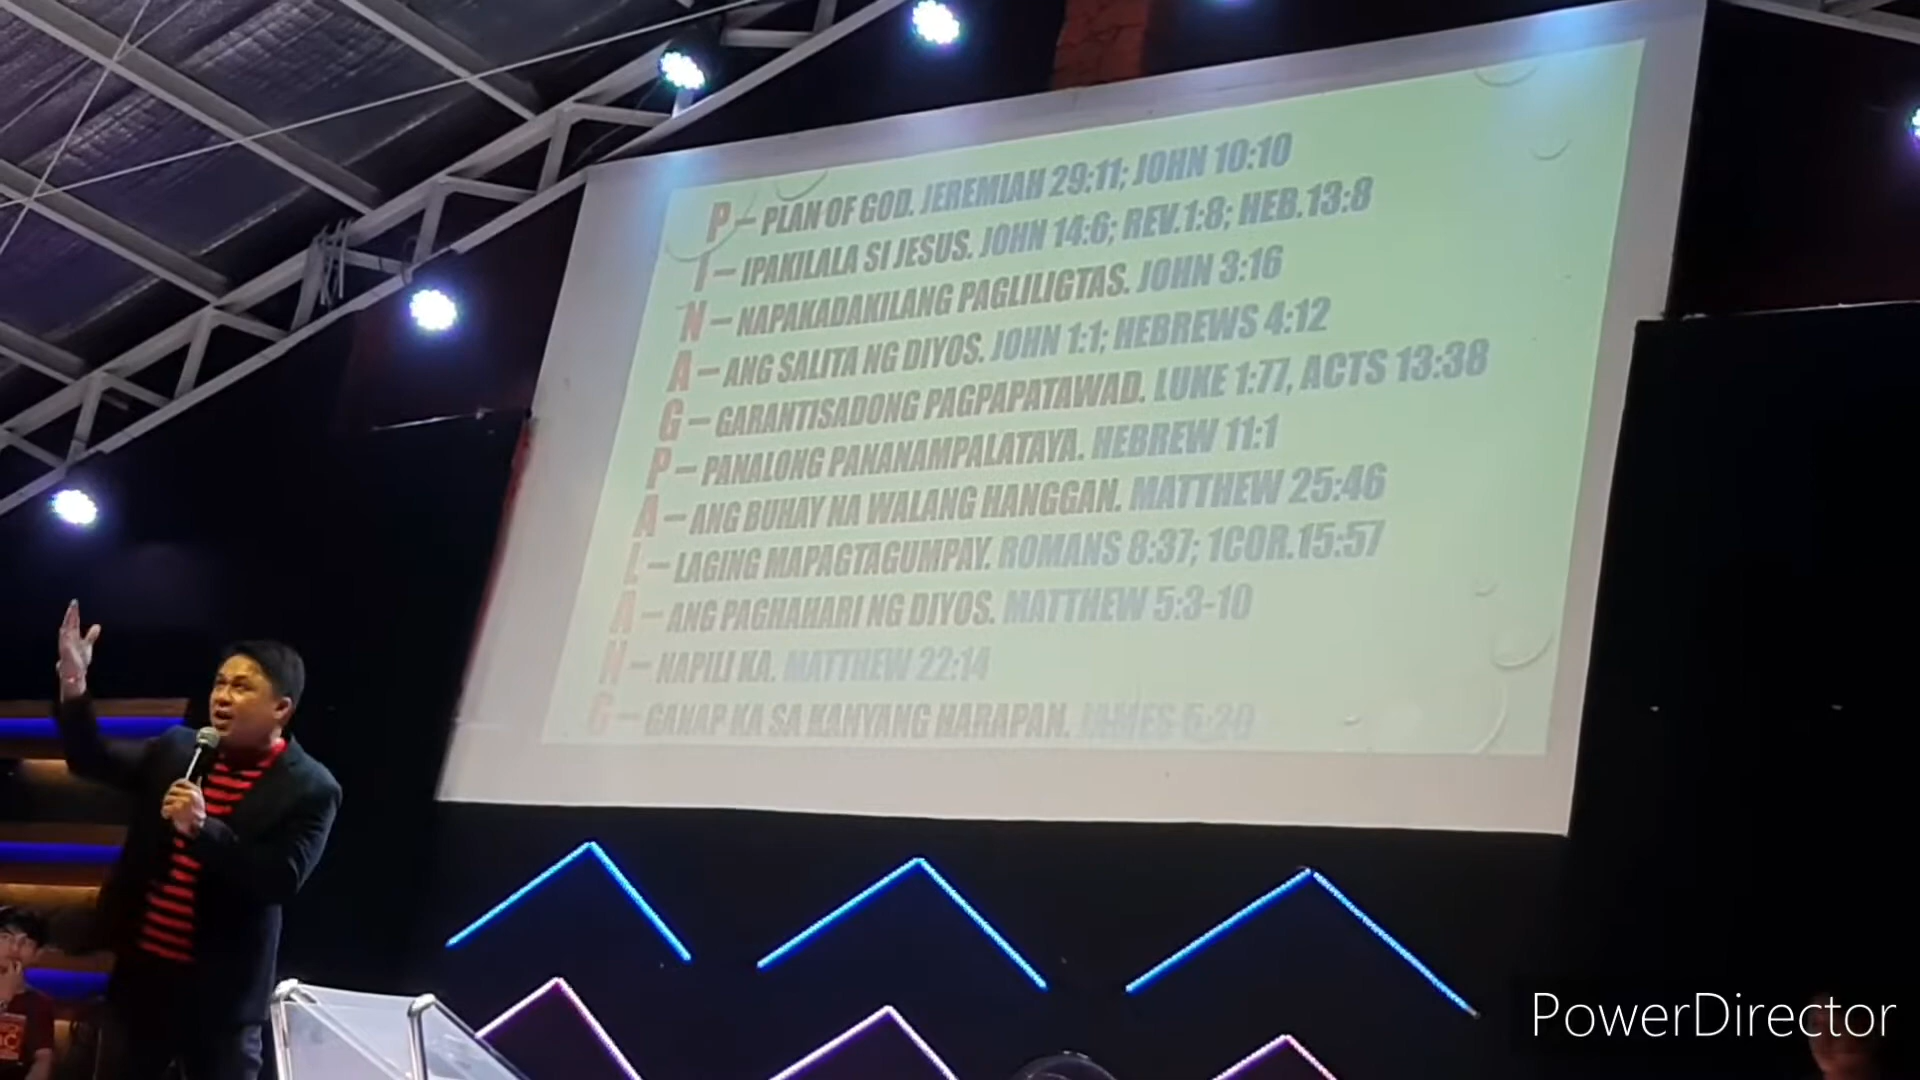 P – PLAN OF GOD. JEREMIAH 29:11; JOHN 10:10
I – IPAKILALA SI JESUS. JOHN 14:6; REV.1:8; HEB.13:8
N – NAPAKADAKILANG PAGLILIGTAS. JOHN 3:16
A – ANG SALITA NG DIYOS. JOHN 1:1; HEBREWS 4:12
G – GARANTISADONG PAGPAPATAWAD. LUKE 1:77, ACTS 13:38
P – PANALONG PANANAMPALATAYA. HEBREW 11:1
A – ANG BUHAY NA WALANG HANGGAN. MATTHEW 25:46
L – LAGING MAPAGTAGUMPAY. ROMANS 8:37; 1COR.15:57
A – ANG PAGHAHARI NG DIYOS. MATTHEW 5:3-10
N – NAPILI KA. MATTHEW 22:14
G – GANAP KA SA KANYANG HARAPAN. JAMES 5:20
PowerDirector